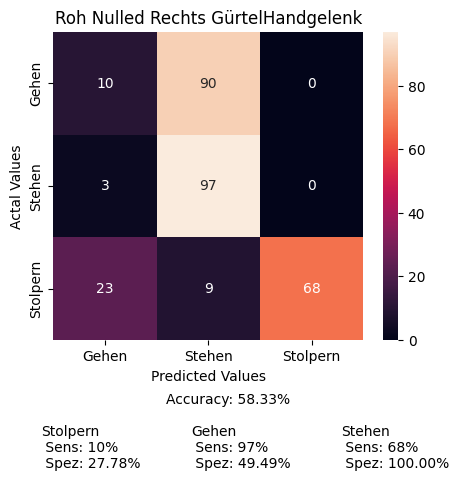 Roh Nulled Rechts GürtelHandgelenk
Actal Values
Gehen 10 90 0
Stehen 3 97 0
Stolpern 23 9 68
Gehen Stehen Stolpern
Predicted Values
80
60
40
20
0
Accuracy: 58.33%
Stolpern Gehen Stehen
Sens: 10% Sens: 97% Sens: 68%
Spez: 27.78% Spez: 49.49% Spez: 100.00%